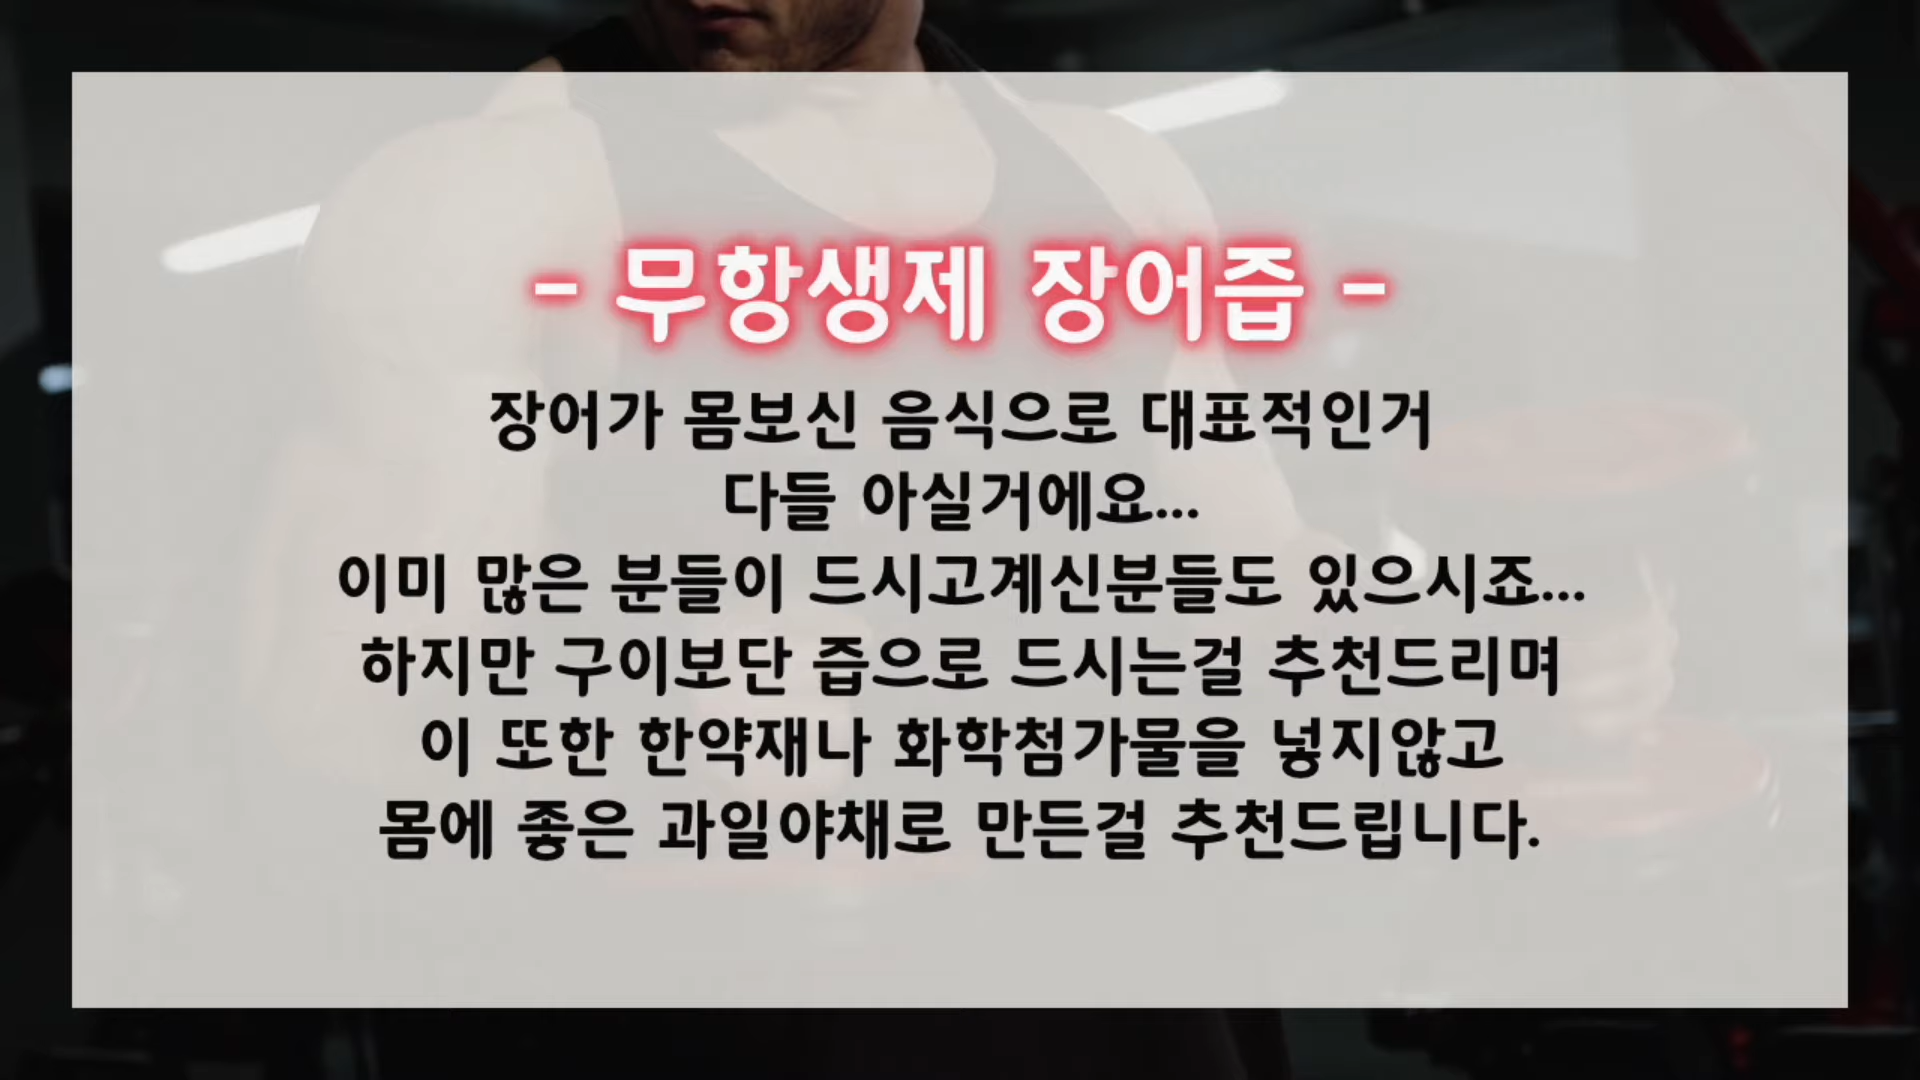 - 무항생제 장어즙 -
장어가 몸보신 음식으로 대표적인거
다들 아실거에요...
이미 많은 분들이 드시고계신분들도 있으시죠...
하지만 구이보단 즙으로 드시는걸 추천드리며
이 또한 한약재나 화학첨가물을 넣지않고
몸에 좋은 과일야채로 만든걸 추천드립니다.